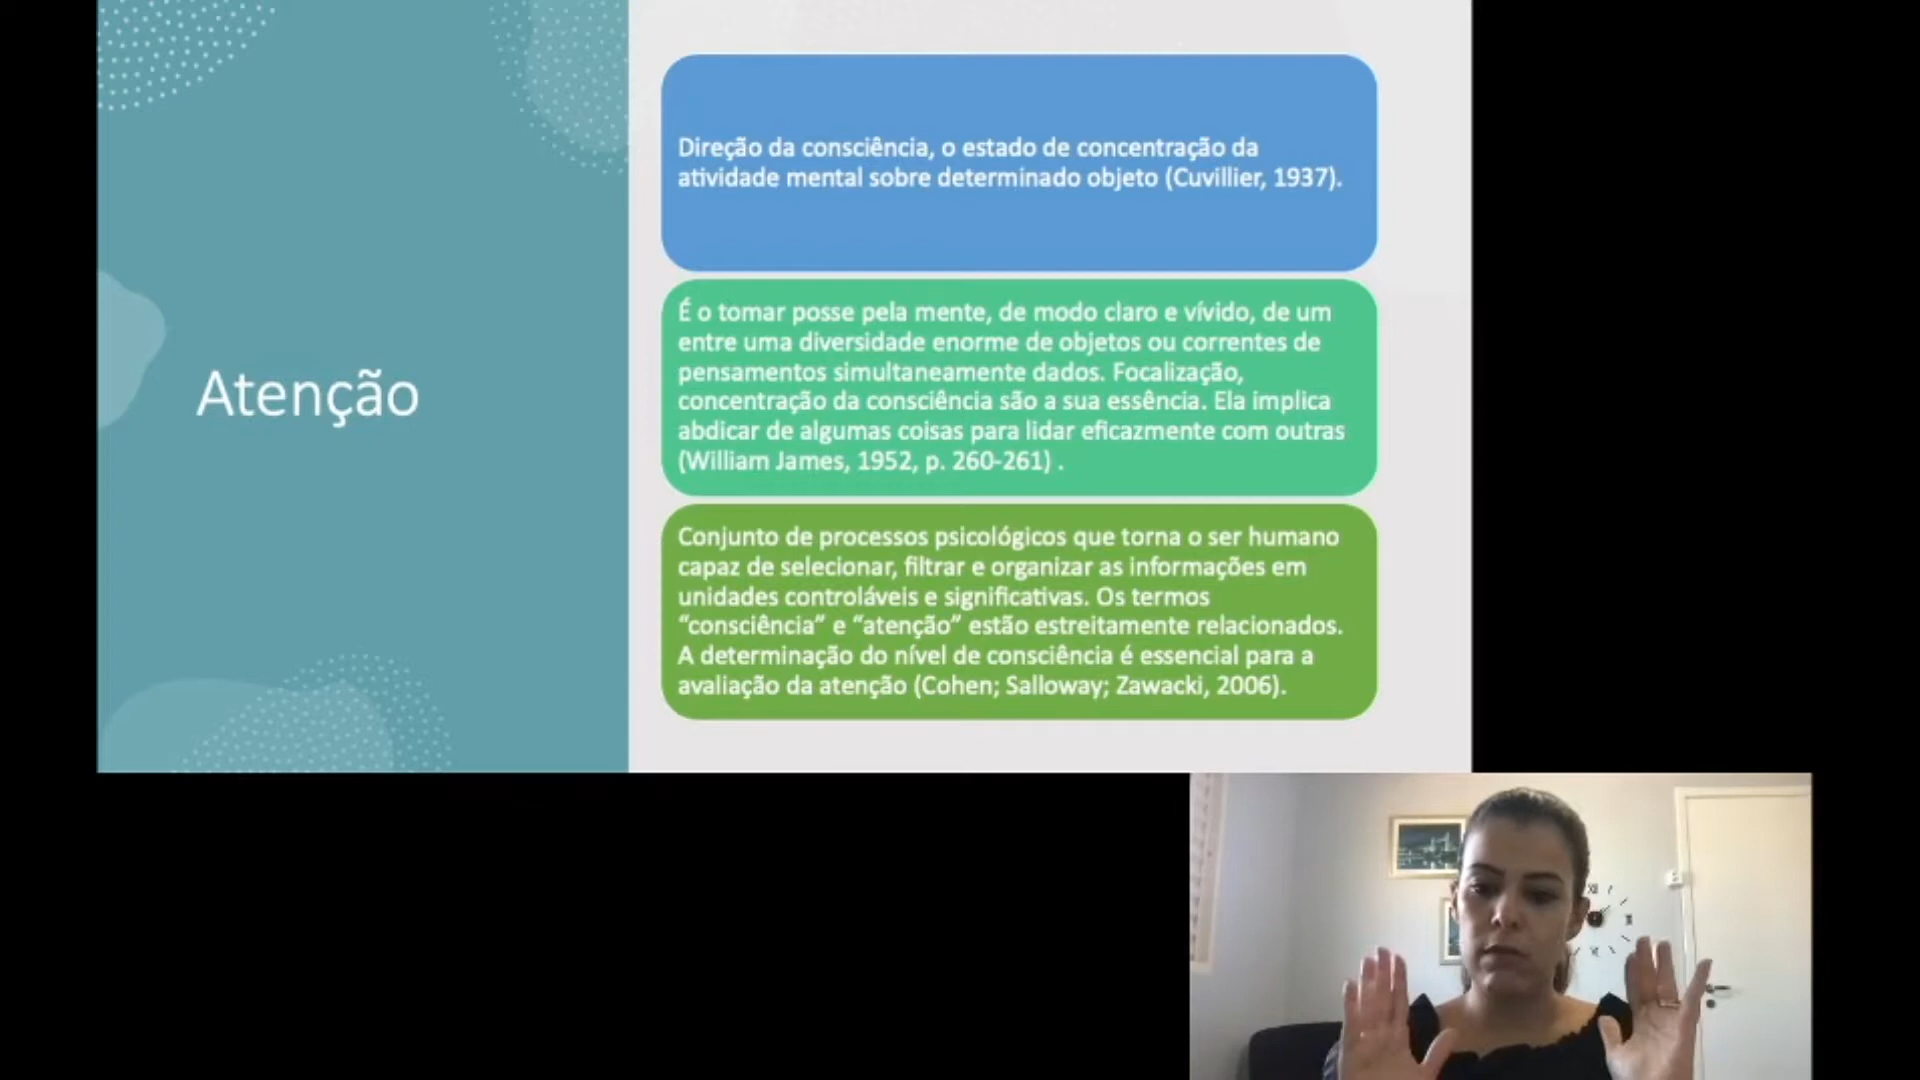 Atenção
Direção da consciência, o estado de concentração da
atividade mental sobre determinado objeto (Cuvillier, 1937).
É o tomar posse pela mente, de modo claro e vívido, de um
entre uma diversidade enorme de objetos ou correntes de
pensamentos simultaneamente dados. Focalização,
concentração da consciência são a sua essência. Ela implica
abdicar de algumas coisas para lidar eficazmente com outras
(William James, 1952, p. 260-261) .
Conjunto de processos psicológicos que torna o ser humano
capaz de selecionar, filtrar e organizar as informações em
unidades controláveis e significativas. Os termos
“consciência” e “atenção” estão estreitamente relacionados.
A determinação do nível de consciência é essencial para a
avaliação da atenção (Cohen; Salloway; Zawacki, 2006).